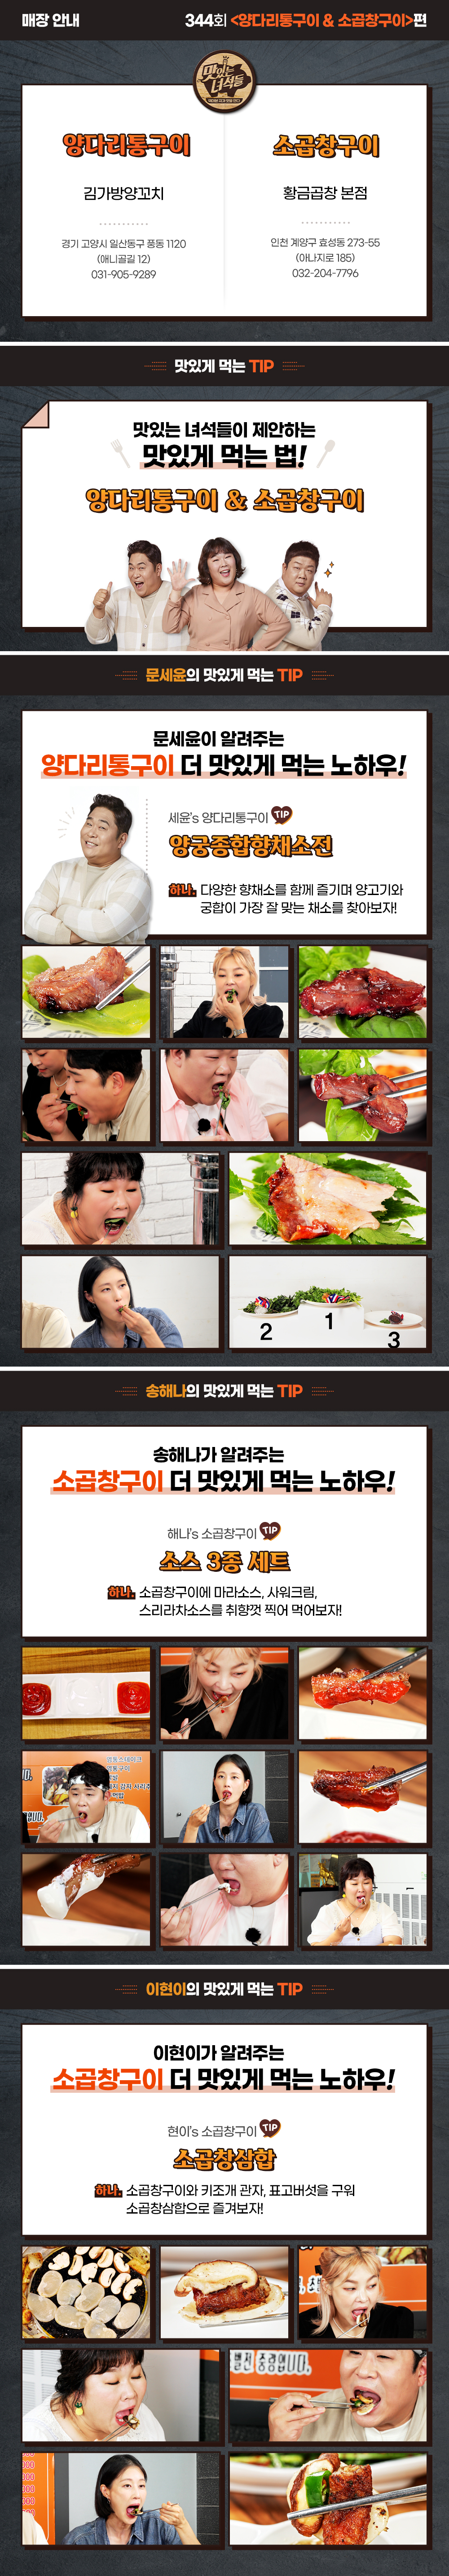 매장 안내
344회 <양다리통구이 & 소곱창구이>편
맛있는 녀석들
양다리통구이
김가방양꼬치
경기 고양시 일산동구 풍동 1120
(애니골길 12)
031-905-9289
소곱창구이
황금곱창 본점
인천 계양구 효성동 273-55
(아나지로 185)
032-204-7796
맛있게 먹는 TIP
맛있는 녀석들이 제안하는
맛있게 먹는 법!
양다리통구이 & 소곱창구이
문세윤의 맛있게 먹는 TIP
문세윤이 알려주는
양다리통구이 더 맛있게 먹는 노하우!
세윤's 양다리통구이 TIP
양궁종합향채소전
하나. 다양한 향채소를 함께 즐기며 양고기와
궁합이 가장 잘 맞는 채소를 찾아보자!
2
1
3
송해나의 맛있게 먹는 TIP
송해나가 알려주는
소곱창구이 더 맛있게 먹는 노하우!
해나's 소곱창구이 TIP
소스 3종 세트
하나. 소곱창구이에 마라소스, 사워크림,
스리라차소스를 취향껏 찍어 먹어보자!
이현이의 맛있게 먹는 TIP
이현이가 알려주는
소곱창구이 더 맛있게 먹는 노하우!
현이's 소곱창구이 TIP
소곱창삼합
하나. 소곱창구이와 키조개 관자, 표고버섯을 구워
소곱창삼합으로 즐겨보자!